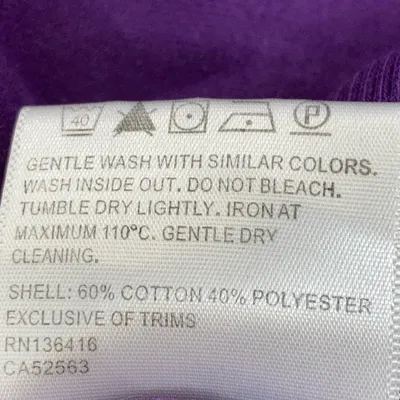 40 P
GENTLE WASH WITH SIMILAR COLORS.
WASH INSIDE OUT. DO NOT BLEACH.
TUMBLE DRY LIGHTLY. IRON AT
MAXIMUM 110°C. GENTLE DRY
CLEANING.
SHELL: 60% COTTON 40% POLYESTER
EXCLUSIVE OF TRIMS
RN136416
CA52563